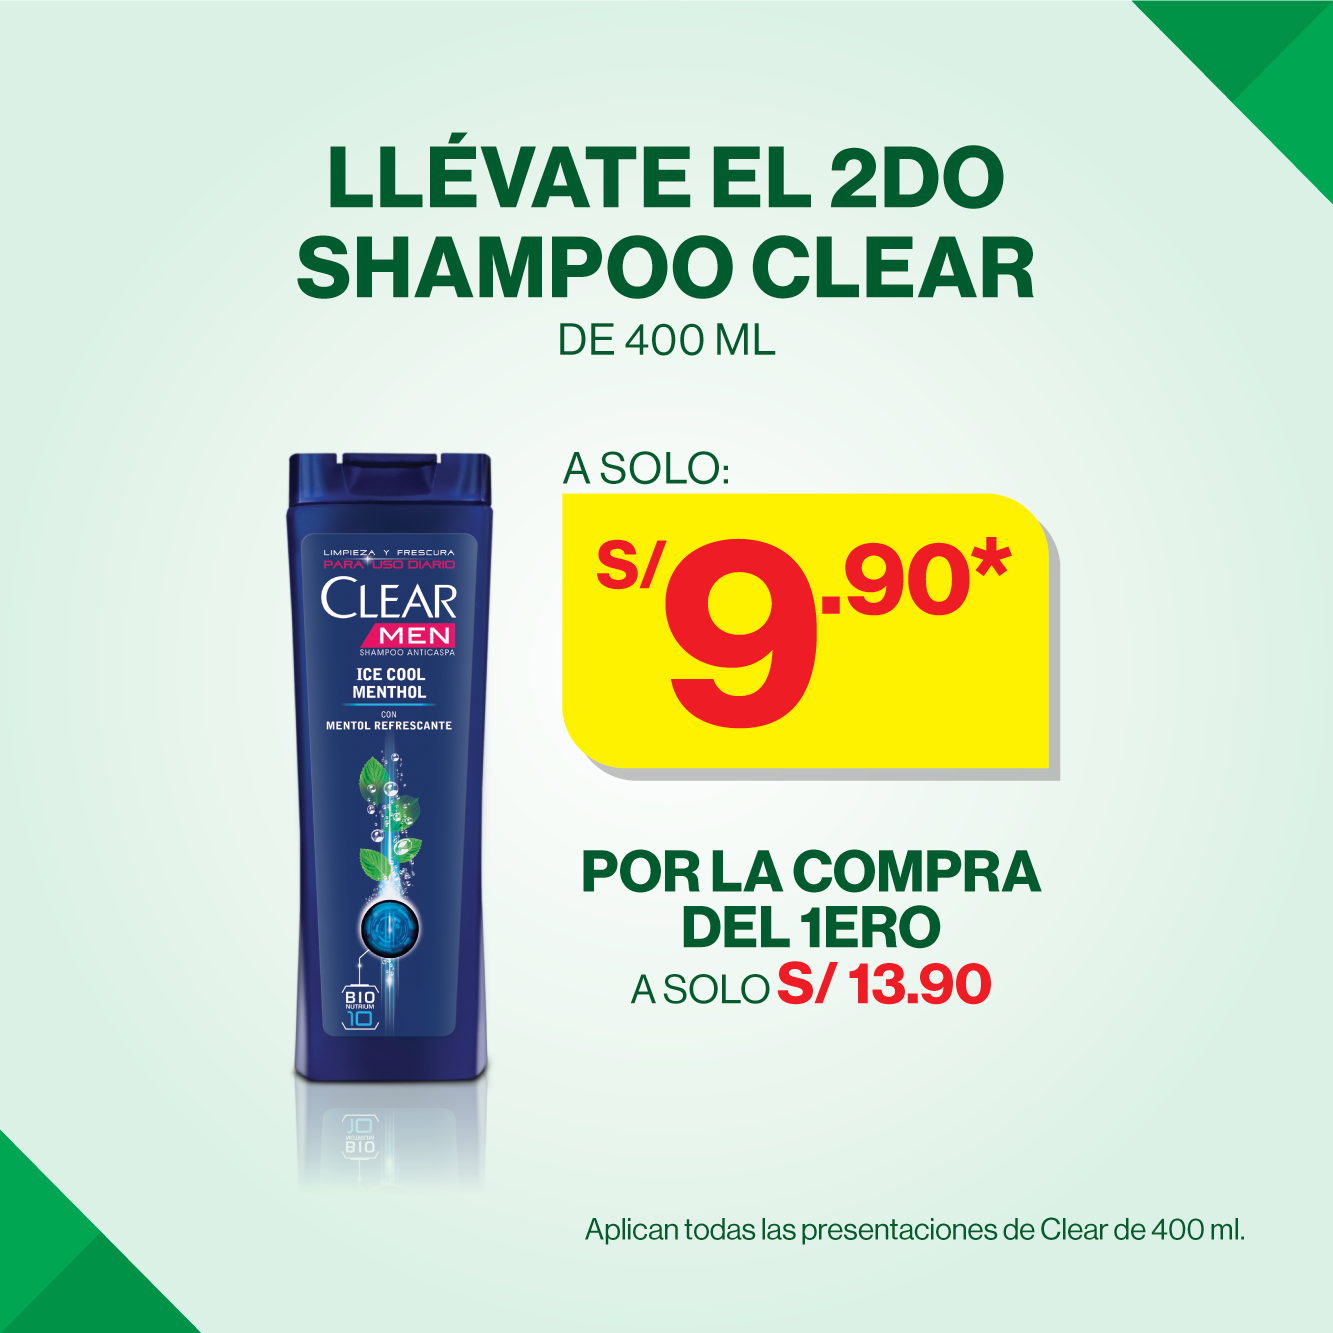 LLÉVATE EL 2DO
SHAMPOO CLEAR
DE 400 ML
A SOLO:
S/9.90*
LIMPIEZA Y FRESCURA
PARA USO DIARIO
CLEAR
MEN
SHAMPOO ANTICASPA
ICE COOL
MENTHOL
CON
MENTOL REFRESCANTE
BIO
NUTRIUM
10
POR LA COMPRA
DEL 1ERO
A SOLO S/ 13.90
Aplican todas las presentaciones de Clear de 400 ml.